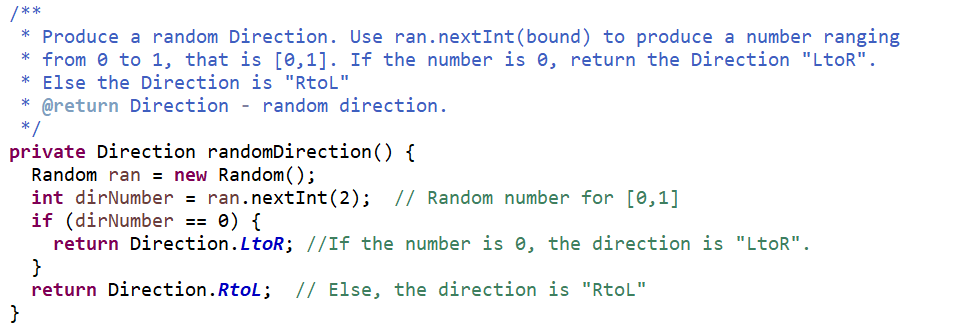 /**
 * Produce a random Direction. Use ran.nextInt(bound) to produce a number ranging
 * from 0 to 1, that is [0,1]. If the number is 0, return the Direction "LtoR".
 * Else the Direction is "RtoL"
 * @return Direction - random direction.
 */
private Direction randomDirection() {
  Random ran = new Random();
  int dirNumber = ran.nextInt(2);  // Random number for [0,1]
  if (dirNumber == 0) {
    return Direction.LtoR; //If the number is 0, the direction is "LtoR".
  }
  return Direction.RtoL;  // Else, the direction is "RtoL"
}